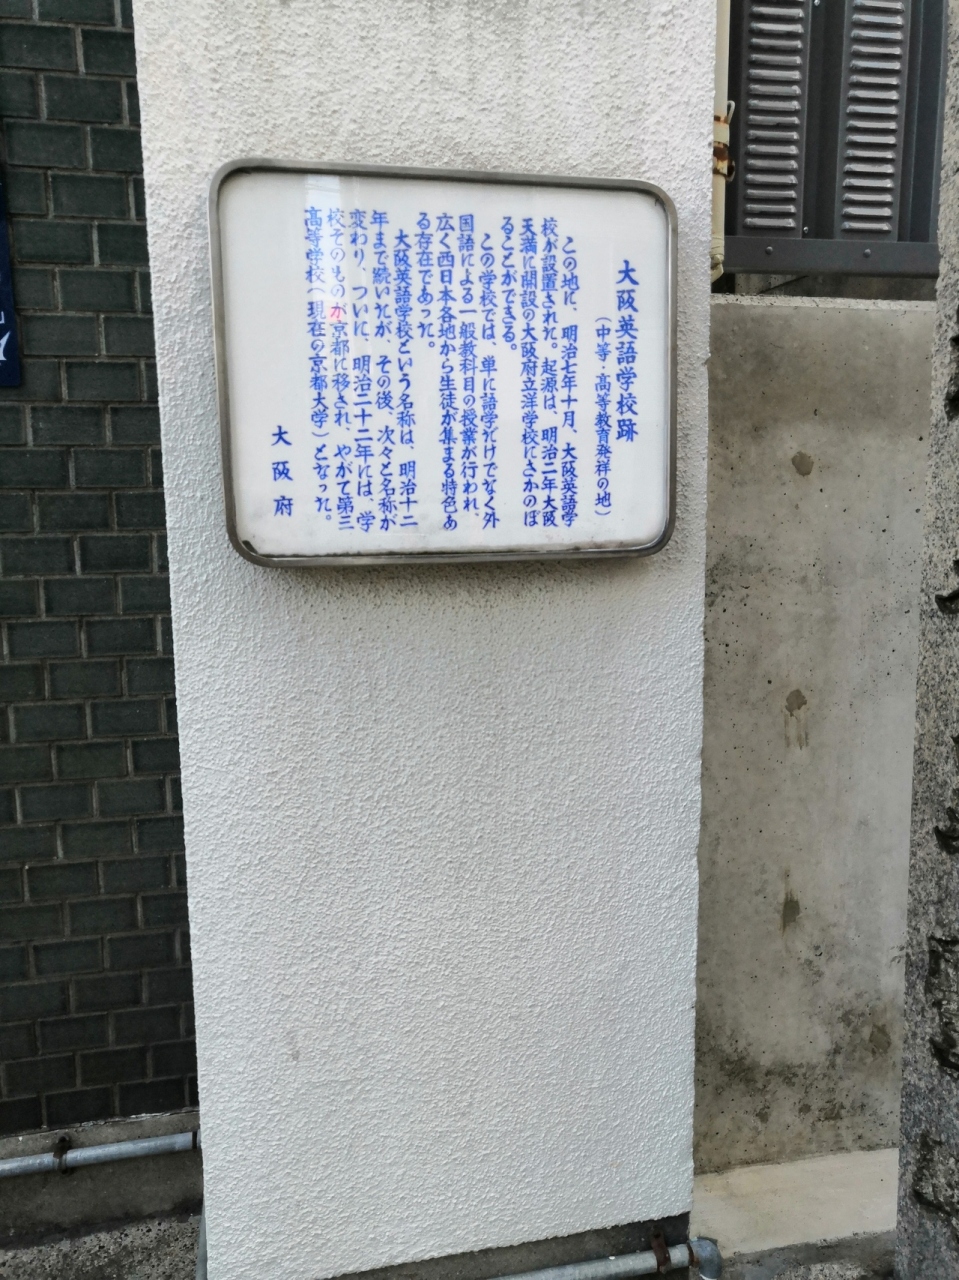 大阪英語学校跡
（中等・高等教育発祥の地）
この地に、明治七年十月、大阪英語学
校が設置された。起源は、明治二年大阪
天満に開設の大阪府立洋学校にさかのぼ
ることができる。
この学校では、単に語学だけでなく外
国語による一般教科目の授業が行われ、
広く西日本各地から生徒が集まる特色あ
る存在であった。
大阪英語学校という名称は、明治十二
年まで続いたが、その後、次々と名称が
変わり、ついに、明治二十二年には、学
校そのものが京都に移され、やがて第三
高等学校（現在の京都大学）となった。
大阪府